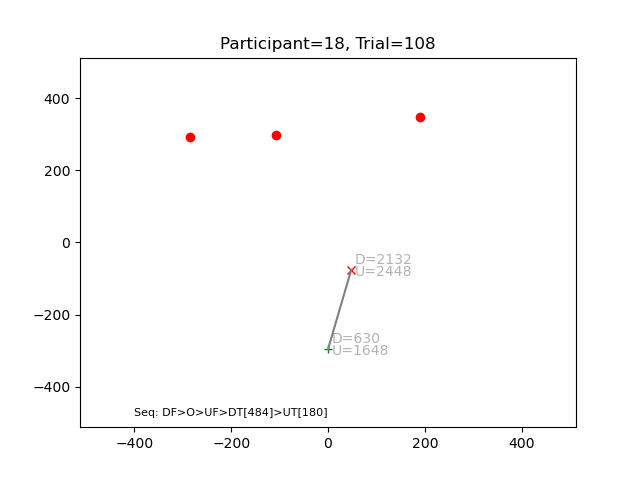 Participant=18, Trial=108
400
200
0
−200
−400
D=2132
U=2448
D=630
U=1648
Seq: DF>O>UF>DT[484]>UT[180]
−400 −200 0 200 400